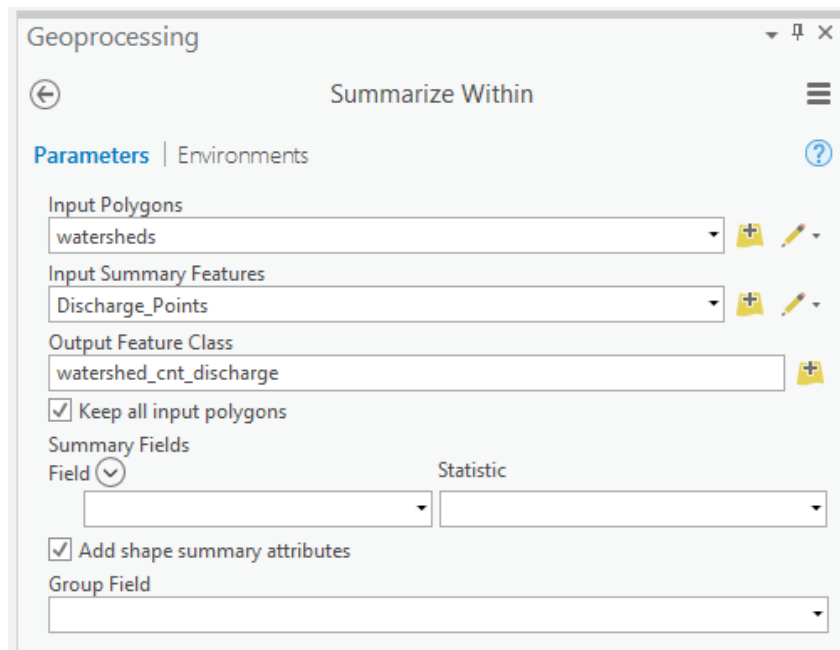 Geoprocessing
Summarize Within
Parameters | Environments
Input Polygons
watersheds
Input Summary Features
Discharge_Points
Output Feature Class
watershed_cnt_discharge
Keep all input polygons
Summary Fields
Field Statistic
Add shape summary attributes
Group Field